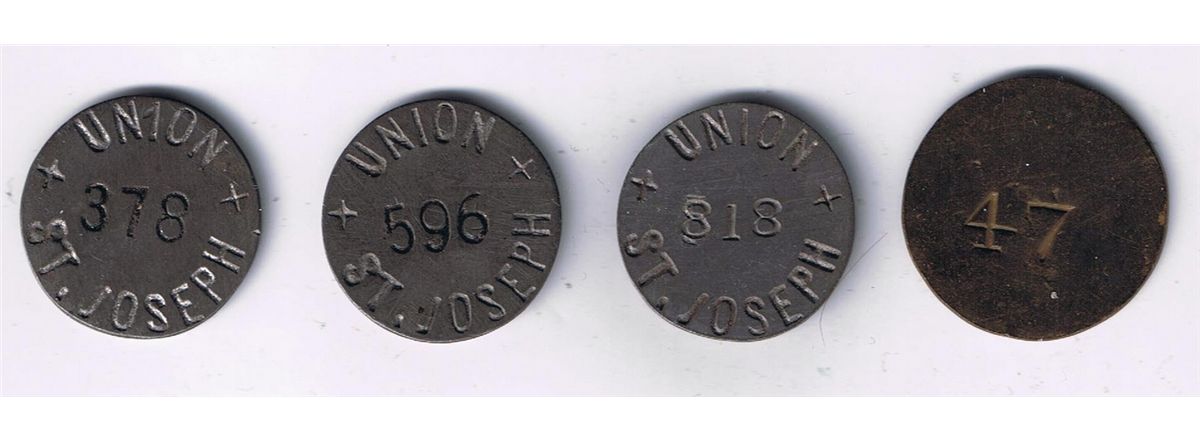 UNION
378
ST. JOSEPH
UNION
596
ST. JOSEPH
UNION
818
ST. JOSEPH
47